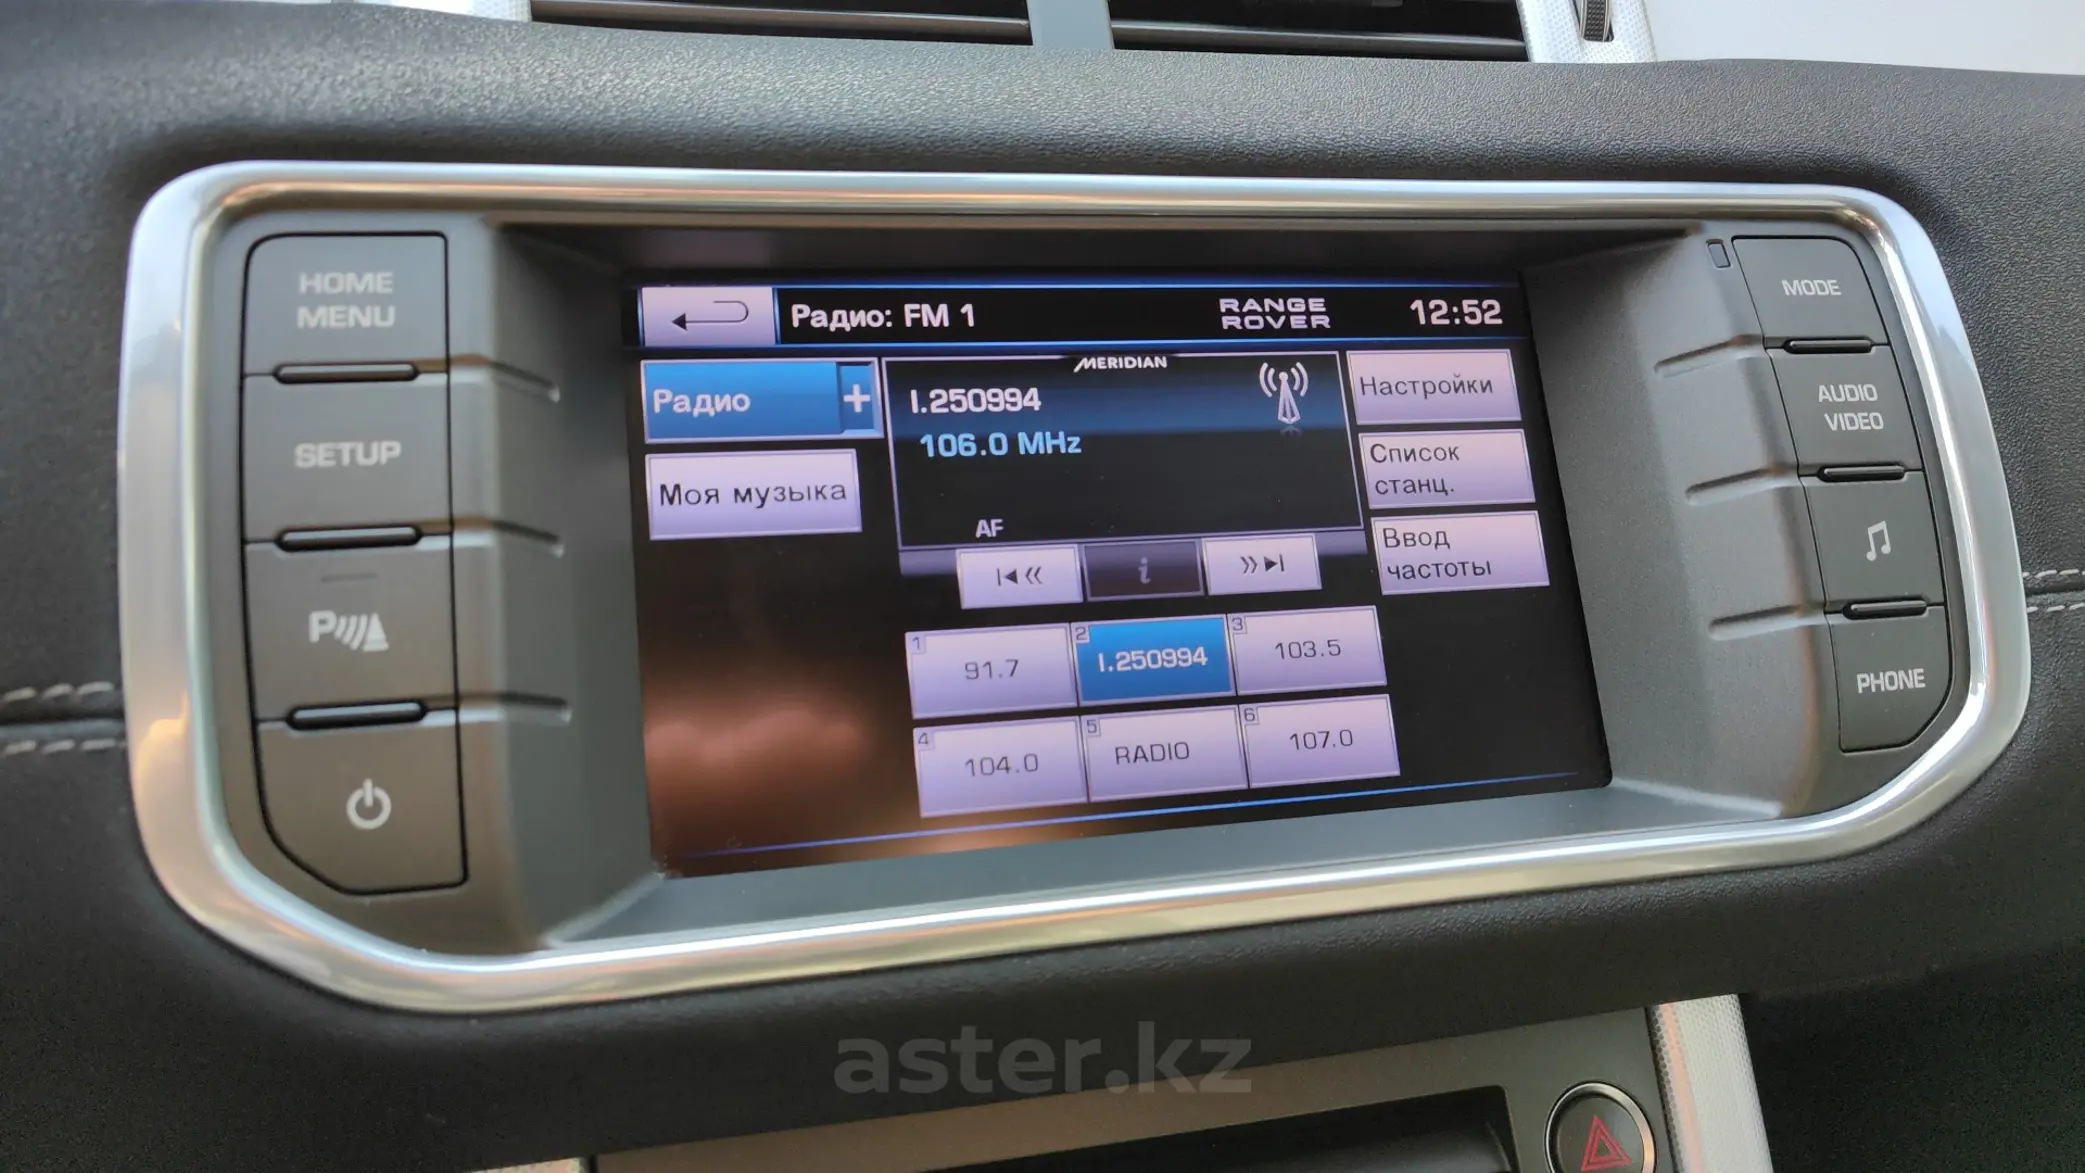 HOME
MENU
SETUP
P
Радио: FM 1
RANGE
ROVER
12:52
Радио +
Моя музыка
MERIDIAN
I.250994
106.0 MHz
AF
i
Настройки
Список
станц.
Ввод
частоты
1
91.7
2
I.250994
3
103.5
4
104.0
5
RADIO
6
107.0
MODE
AUDIO
VIDEO
PHONE
aster.kz